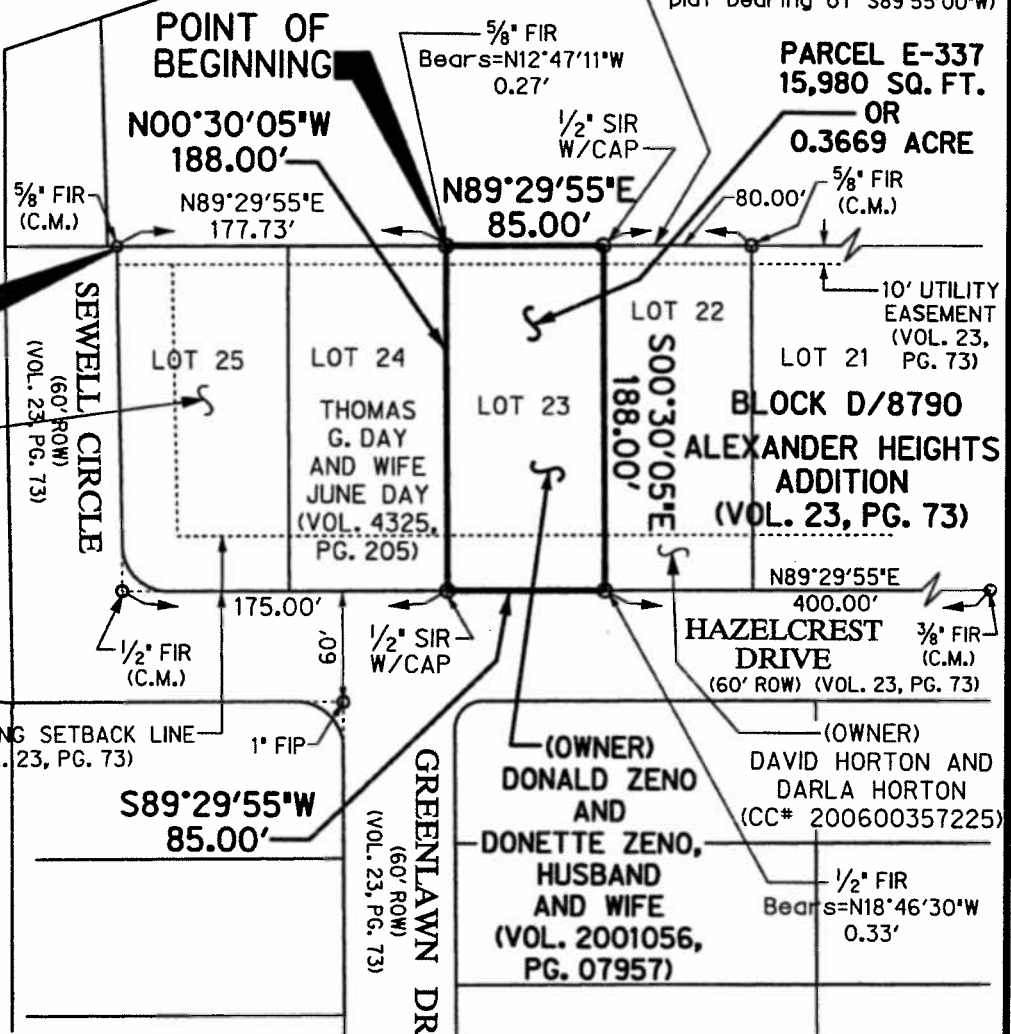 plat bearing of S89°55'00"W)
POINT OF
BEGINNING
5/8" FIR
Bears=N12°47'11"W
0.27'
PARCEL E-337
15,980 SQ. FT.
OR
0.3669 ACRE
N00°30'05"W
188.00'
1/2" SIR
W/CAP
5/8" FIR
(C.M.)
N89°29'55"E
177.73'
N89°29'55"E
85.00'
80.00'
5/8" FIR
(C.M.)
10' UTILITY
EASEMENT
(VOL. 23,
PG. 73)
SEWELL CIRCLE
(60' ROW)
(VOL. 23, PG. 73)
LOT 25
LOT 24
THOMAS
G. DAY
AND WIFE
JUNE DAY
(VOL. 4325,
PG. 205)
LOT 23
LOT 22
S00°30'05"E
188.00'
LOT 21
BLOCK D/8790
ALEXANDER HEIGHTS
ADDITION
(VOL. 23, PG. 73)
N89°29'55"E
400.00'
175.00'
60'
1/2" FIR
(C.M.)
1/2" SIR
W/CAP
HAZELCREST
DRIVE
(60' ROW) (VOL. 23, PG. 73)
3/8" FIR
(C.M.)
NG SETBACK LINE
. 23, PG. 73)
1" FIP
S89°29'55"W
85.00'
GREENLAWN DR
(60' ROW)
(VOL. 23, PG. 73)
(OWNER)
DONALD ZENO
AND
DONETTE ZENO,
HUSBAND
AND WIFE
(VOL. 2001056,
PG. 07957)
(OWNER)
DAVID HORTON AND
DARLA HORTON
(CC# 200600357225)
1/2" FIR
Bears=N18°46'30"W
0.33'